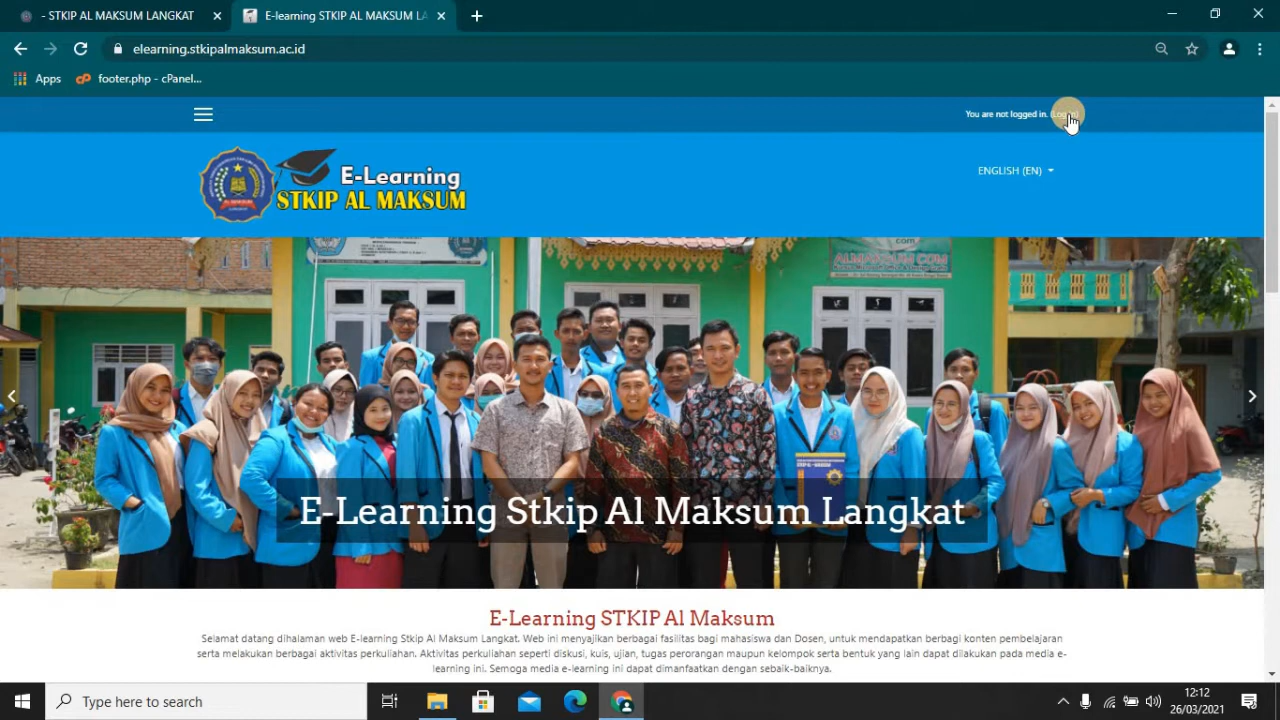 - STKIP AL MAKSUM LANGKAT
E-learning STKIP AL MAKSUM LA
elearning.stkipalmaksum.ac.id
Apps
footer.php - cPanel...
You are not logged in. (Log in)
E-Learning
STKIP AL MAKSUM
ENGLISH (EN)
com
ALMAKSUM COM
E-Learning Stkip Al Maksum Langkat
E-Learning STKIP Al Maksum
Selamat datang dihalaman web E-learning Stkip Al Maksum Langkat. Web ini menyajikan berbagai fasilitas bagi mahasiswa dan Dosen, untuk mendapatkan berbagi konten pembelajaran
serta melakukan berbagai aktivitas perkuliahan. Aktivitas perkuliahan seperti diskusi, kuis, ujian, tugas perorangan maupun kelompok serta bentuk yang lain dapat dilakukan pada media e-
learning ini. Semoga media e-learning ini dapat dimanfaatkan dengan sebaik-baiknya.
Type here to search
12:12
26/03/2021